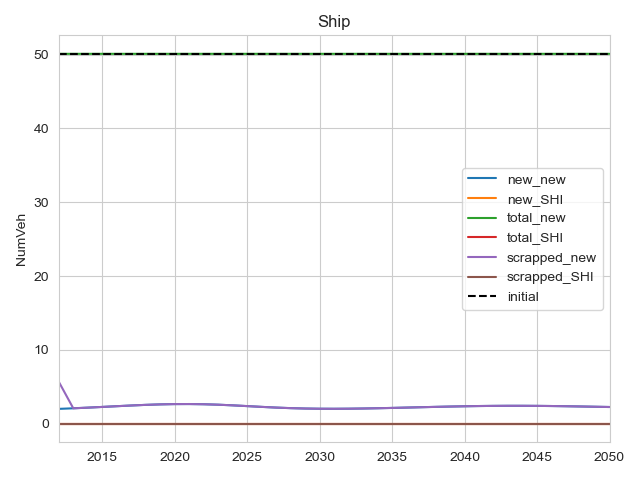 Ship
50
40
30
20
10
0
NumVeh
new_new
new_SHI
total_new
total_SHI
scrapped_new
scrapped_SHI
initial
2015 2020 2025 2030 2035 2040 2045 2050